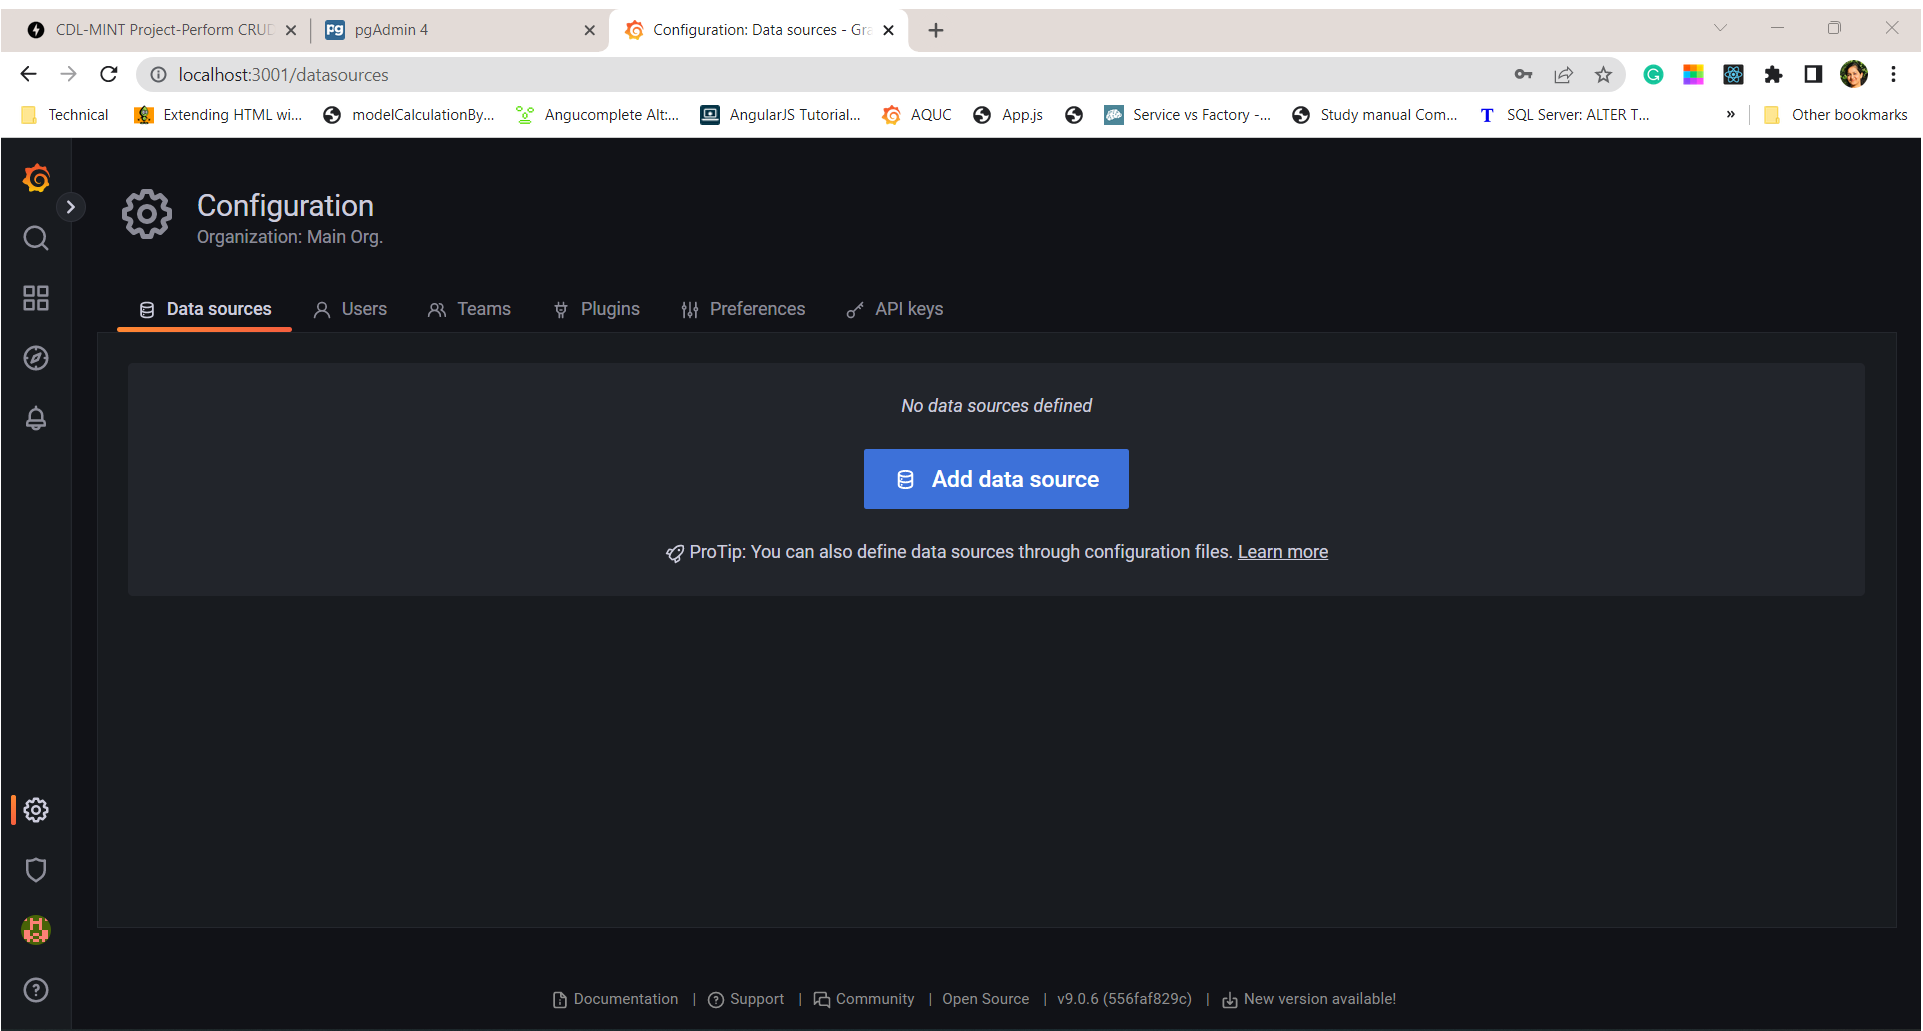 CDL-MINT Project-Perform CRUD
pgAdmin 4
Configuration: Data sources - Gra
localhost:3001/datasources
Technical
Extending HTML wi...
modelCalculationBy...
Angucomplete Alt:...
AngularJS Tutorial...
AQUC
App.js
Service vs Factory -...
Study manual Com...
T
SQL Server: ALTER T...
»
Other bookmarks
Configuration
Organization: Main Org.
Data sources
Users
Teams
Plugins
Preferences
API keys
No data sources defined
Add data source
ProTip: You can also define data sources through configuration files. Learn more
Documentation | Support | Community | Open Source | v9.0.6 (556faf829c) | New version available!